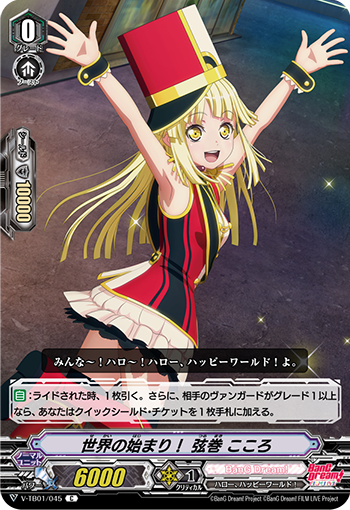 0
グレード
ブースト
シールド
10000
みんな～！ハロ～！ハロー、ハッピーワールド！よ。
自：ライドされた時、1枚引く。さらに、相手のヴァンガードがグレード1以上
なら、あなたはクイックシールド・チケットを1枚手札に加える。
世界の始まり！ 弦巻 こころ
ノーマル
ユニット
パワー
6000
1
クリティカル
BanG Dream!
ハロー、ハッピーワールド！
BanG Dream!
V-TB01/045 C
©BanG Dream! Project ©BanG Dream! FILM LIVE Project